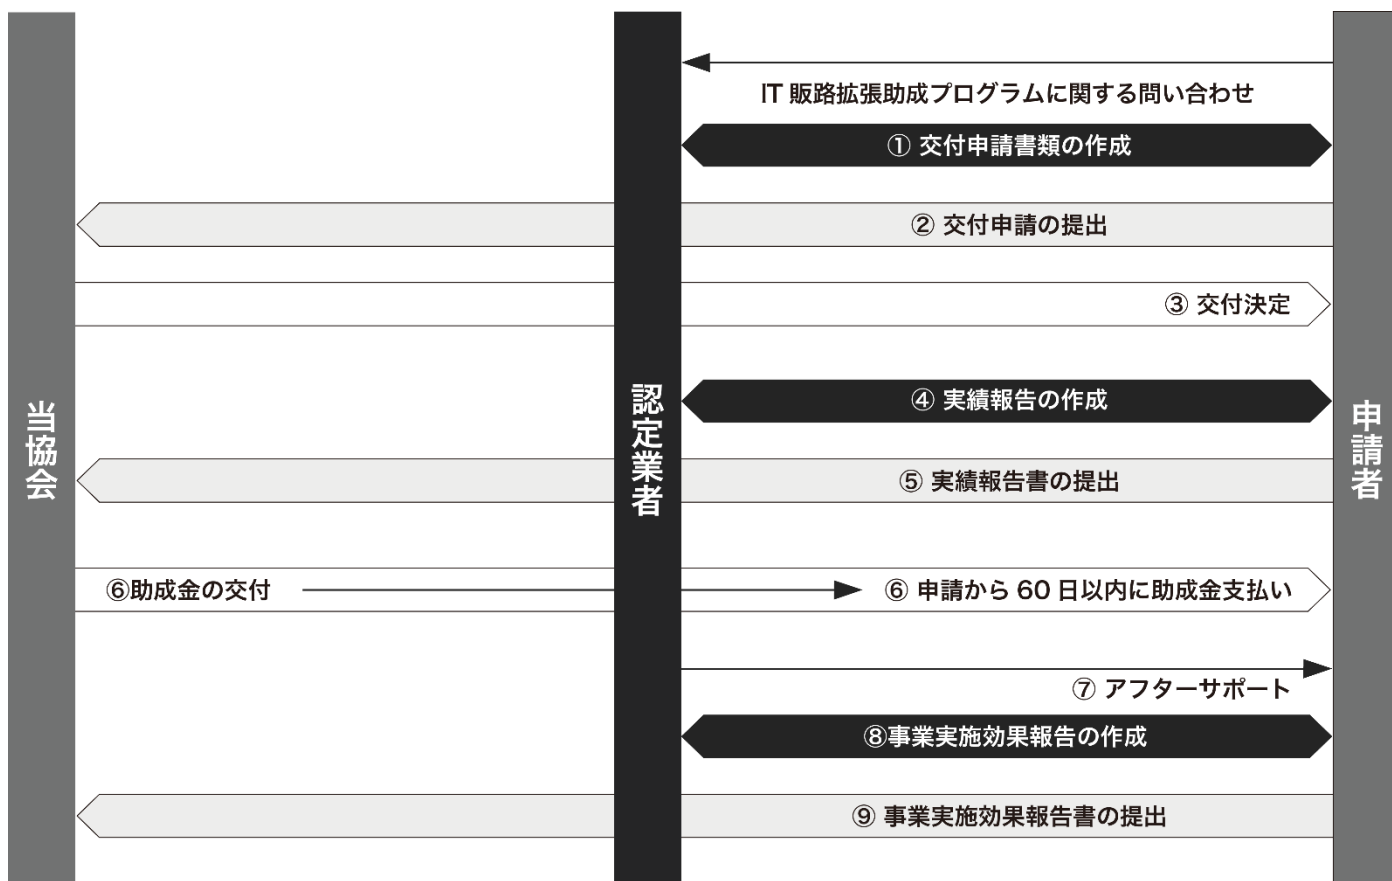 IT 販路拡張助成プログラムに関する問い合わせ
① 交付申請書類の作成
② 交付申請の提出
③ 交付決定
当協会
認定業者
申請者
④ 実績報告の作成
⑤ 実績報告書の提出
⑥助成金の交付
⑥ 申請から 60 日以内に助成金支払い
⑦ アフターサポート
⑧事業実施効果報告の作成
⑨ 事業実施効果報告書の提出